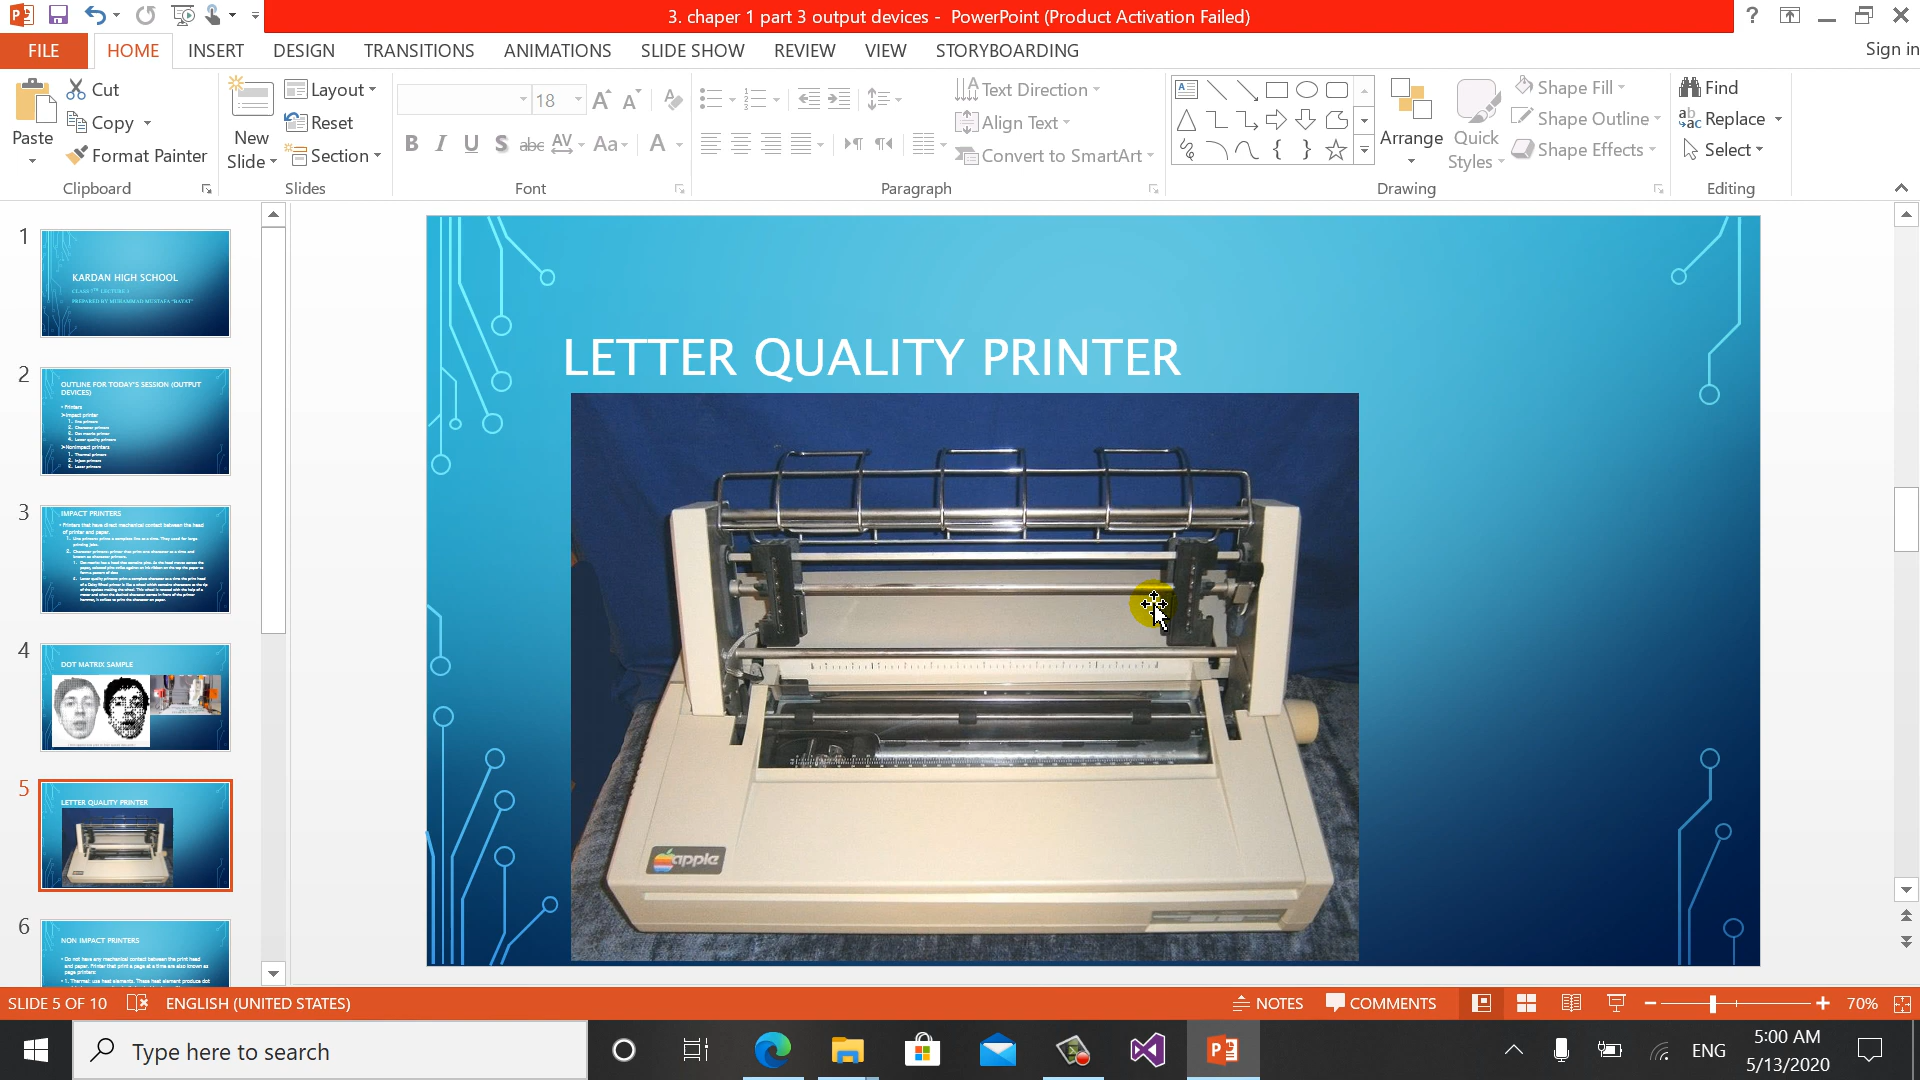 3. chaper 1 part 3 output devices - PowerPoint (Product Activation Failed)
FILE HOME INSERT DESIGN TRANSITIONS ANIMATIONS SLIDE SHOW REVIEW VIEW STORYBOARDING Sign in
Paste
Cut
Copy
Format Painter
Clipboard
New
Slide
Layout
Reset
Section
Slides
18
Font
Text Direction
Align Text
Convert to SmartArt
Paragraph
Arrange
Quick
Styles
Shape Fill
Shape Outline
Shape Effects
Drawing
Find
Replace
Select
Editing
1
KARDAN HIGH SCHOOL
2
OUTLINE FOR TODAY'S SESSION (OUTPUT
DEVICES)
3
IMPACT PRINTERS
4
DOT MATRIX SAMPLE
5
LETTER QUALITY PRINTER
6
NON IMPACT PRINTERS
LETTER QUALITY PRINTER
apple
SLIDE 5 OF 10 ENGLISH (UNITED STATES) NOTES COMMENTS 70%
Type here to search
ENG
5:00 AM
5/13/2020